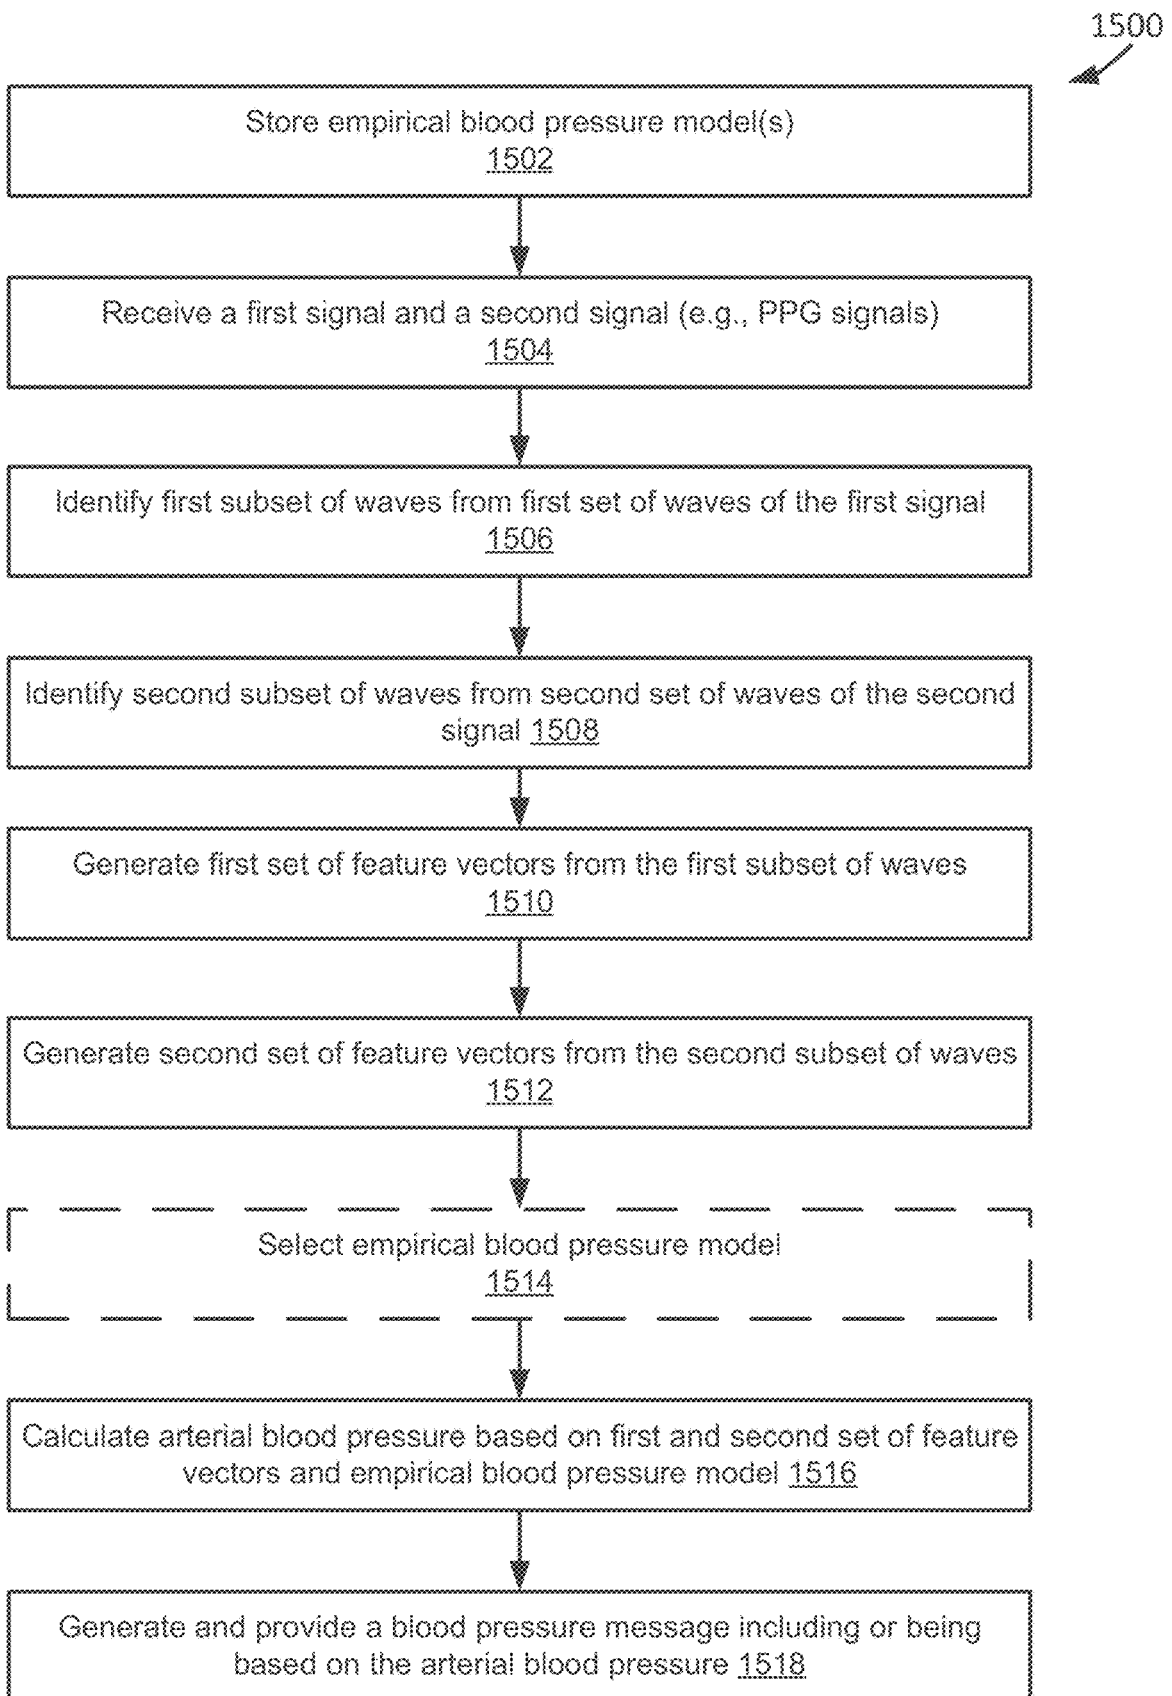 1500
Store empirical blood pressure model(s)
1502
Receive a first signal and a second signal (e.g., PPG signals)
1504
Identify first subset of waves from first set of waves of the first signal
1506
Identify second subset of waves from second set of waves of the second
signal 1508
Generate first set of feature vectors from the first subset of waves
1510
Generate second set of feature vectors from the second subset of waves
1512
Select empirical blood pressure model
1514
Calculate arterial blood pressure based on first and second set of feature
vectors and empirical blood pressure model 1516
Generate and provide a blood pressure message including or being
based on the arterial blood pressure 1518